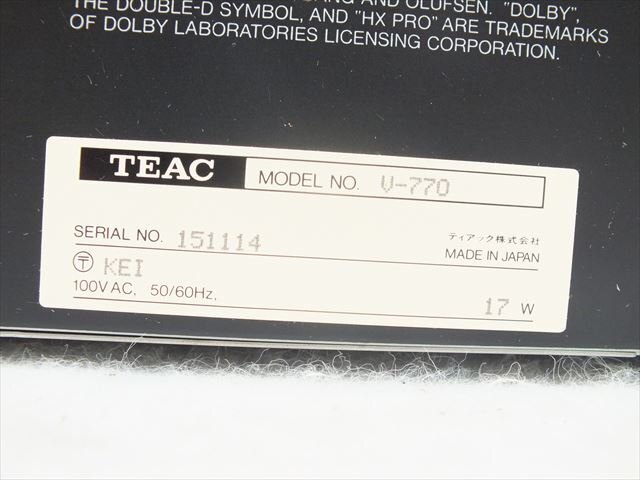 AND OLUFSEN. "DOLBY",
THE DOUBLE-D SYMBOL, AND "HX PRO" ARE TRADEMARKS
OF DOLBY LABORATORIES LICENSING CORPORATION.
TEAC MODEL NO. V-770
SERIAL NO. 151114 ティアック株式会社
MADE IN JAPAN
〒 KEI
100V AC, 50/60Hz, 17 W